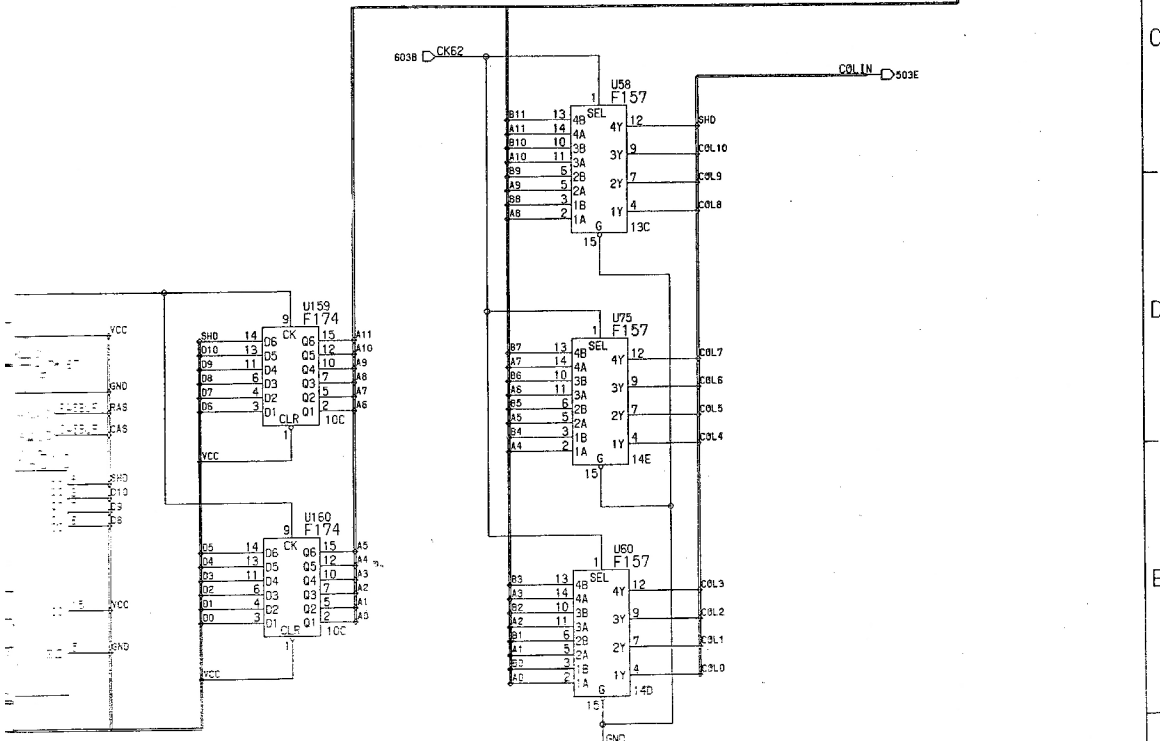 C
603B CK62
COLIN 503E
U58
F157
1 SEL
B11 13 4B 4Y 12 SHD
A11 14 4A
B10 10 3B 3Y 9 COL10
A10 11 3A
B9 6 2B 2Y 7 COL9
A9 5 2A
B8 3 1B 1Y 4 COL8
A8 2 1A
G 13C
15
D
U159
F174
9 CK
VCC
SHD 14 D6 Q6 15 A11
D10 13 D5 Q5 12 A10
D9 11 D4 Q4 10 A9
D8 6 D3 Q3 7 A8
D7 4 D2 Q2 5 A7
D6 3 D1 Q1 2 A6
CLR 10C
1
VCC
GND
RAS
CAS
SHD
D10
D9
D8
U75
F157
1 SEL
B7 13 4B 4Y 12 COL7
A7 14 4A
B6 10 3B 3Y 9 COL6
A6 11 3A
B5 6 2B 2Y 7 COL5
A5 5 2A
B4 3 1B 1Y 4 COL4
A4 2 1A
G 14E
15
U160
F174
9 CK
D5 14 D6 Q6 15 A5
D4 13 D5 Q5 12 A4
D3 11 D4 Q4 10 A3
D2 6 D3 Q3 7 A2
D1 4 D2 Q2 5 A1
D0 3 D1 Q1 2 A0
CLR 10C
1
VCC
VCC
GND
E
U60
F157
1 SEL
B3 13 4B 4Y 12 COL3
A3 14 4A
B2 10 3B 3Y 9 COL2
A2 11 3A
B1 6 2B 2Y 7 COL1
A1 5 2A
B0 3 1B 1Y 4 COL0
A0 2 1A
G 14D
15
GND